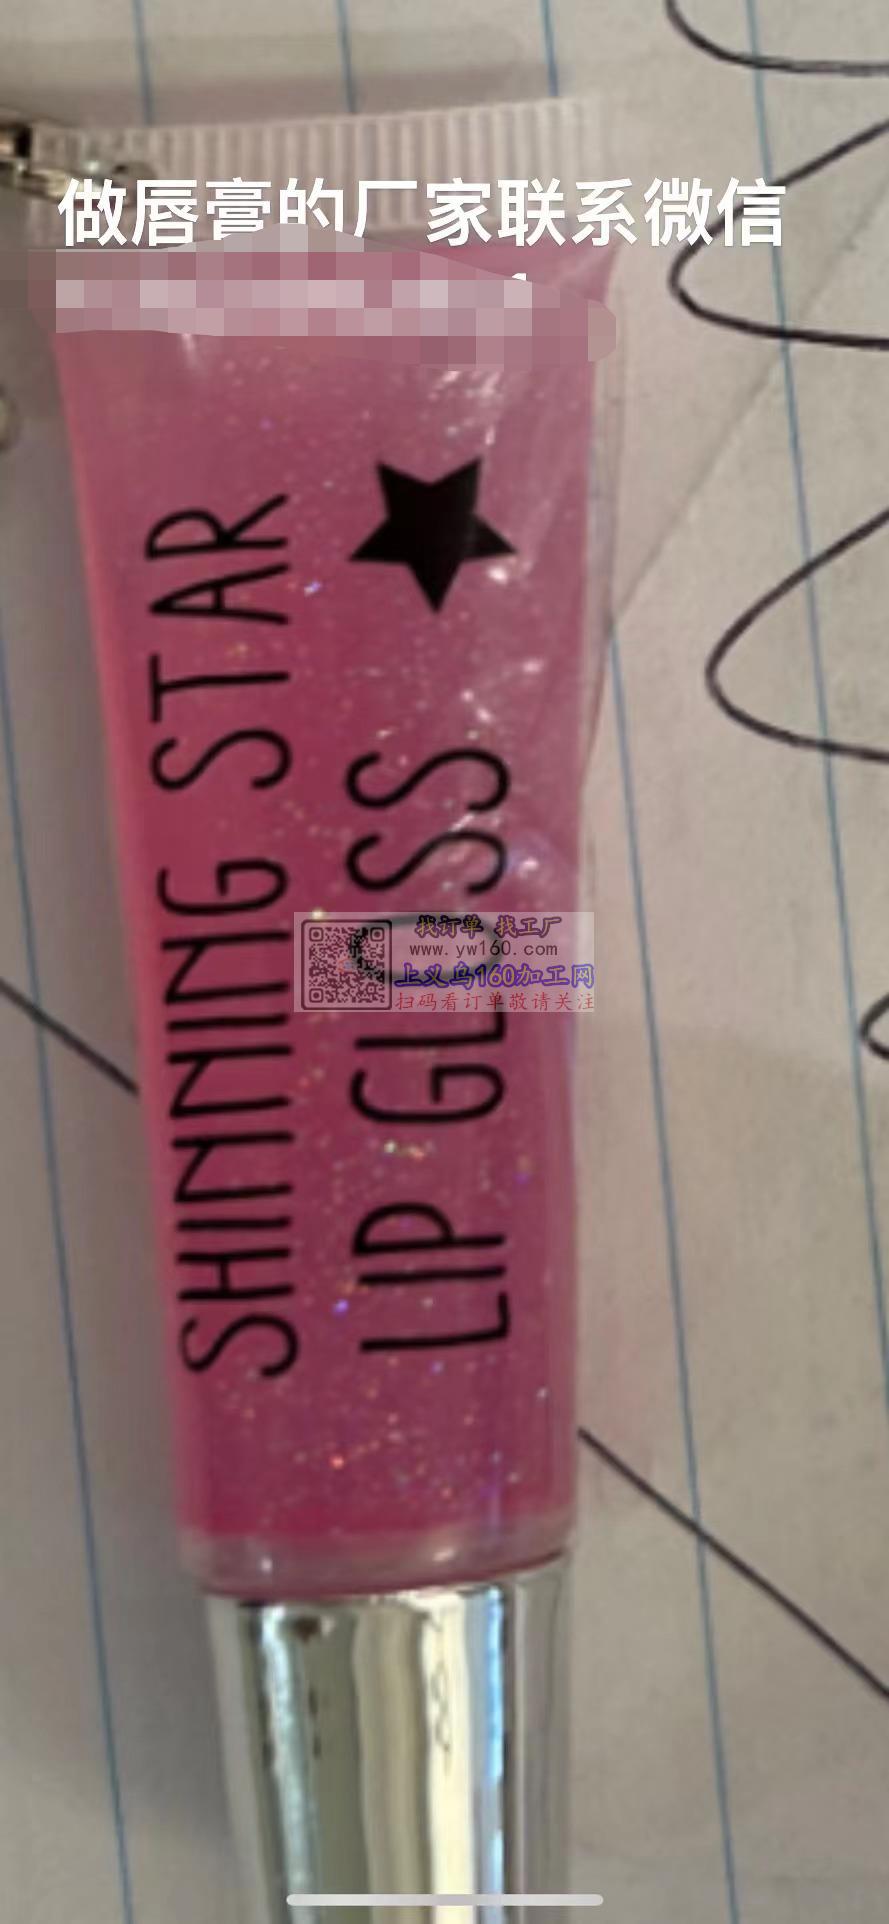 做唇膏的厂家联系微信
SHINNING STAR
LIP GLOSS
找订单 找工厂
www.yw160.com
上义乌160加工网
扫码看订单敬请关注